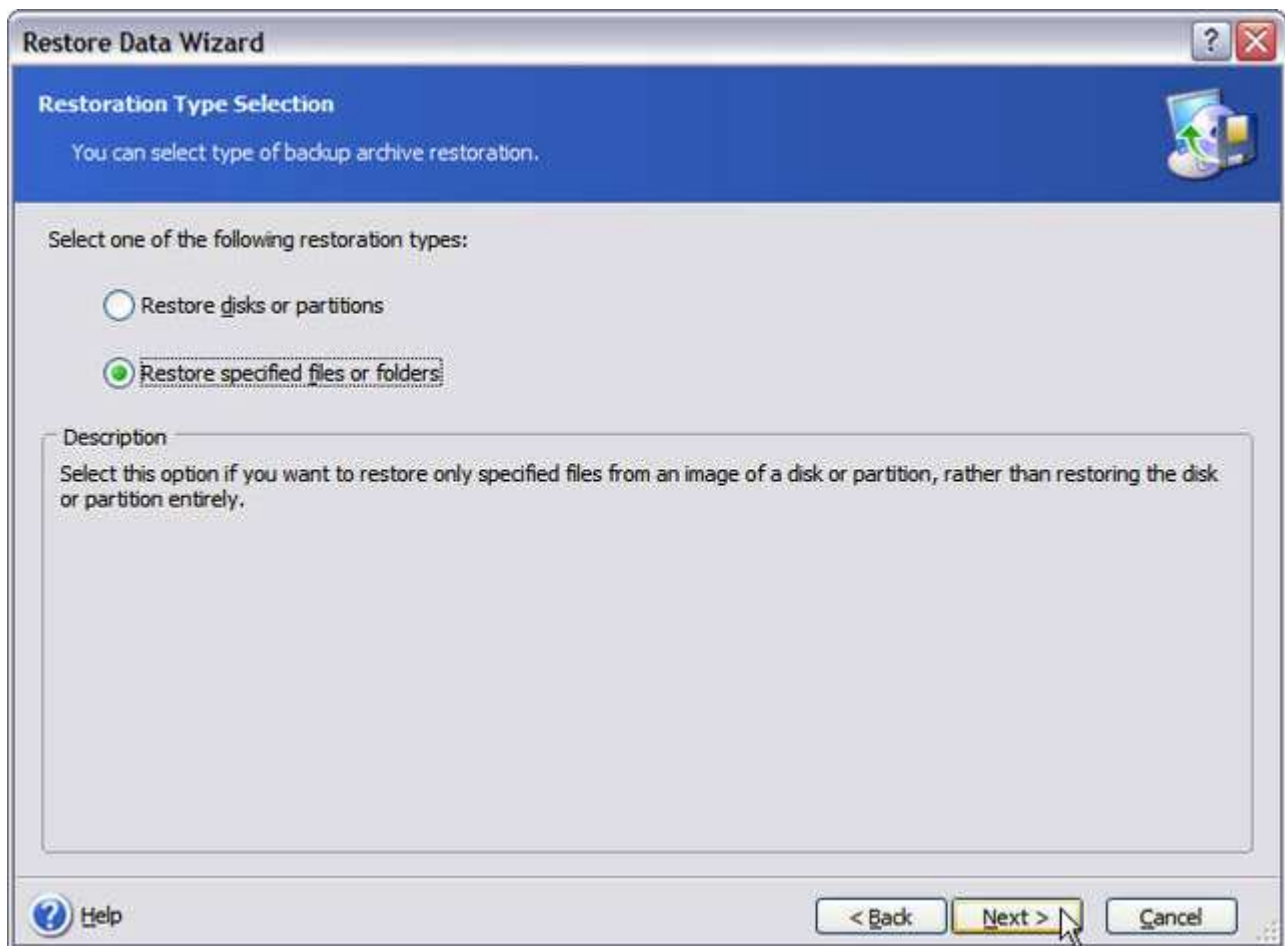 Restore Data Wizard
?
Restoration Type Selection
You can select type of backup archive restoration.
Select one of the following restoration types:
Restore disks or partitions
Restore specified files or folders
Description
Select this option if you want to restore only specified files from an image of a disk or partition, rather than restoring the disk
or partition entirely.
? Help
< Back Next > Cancel